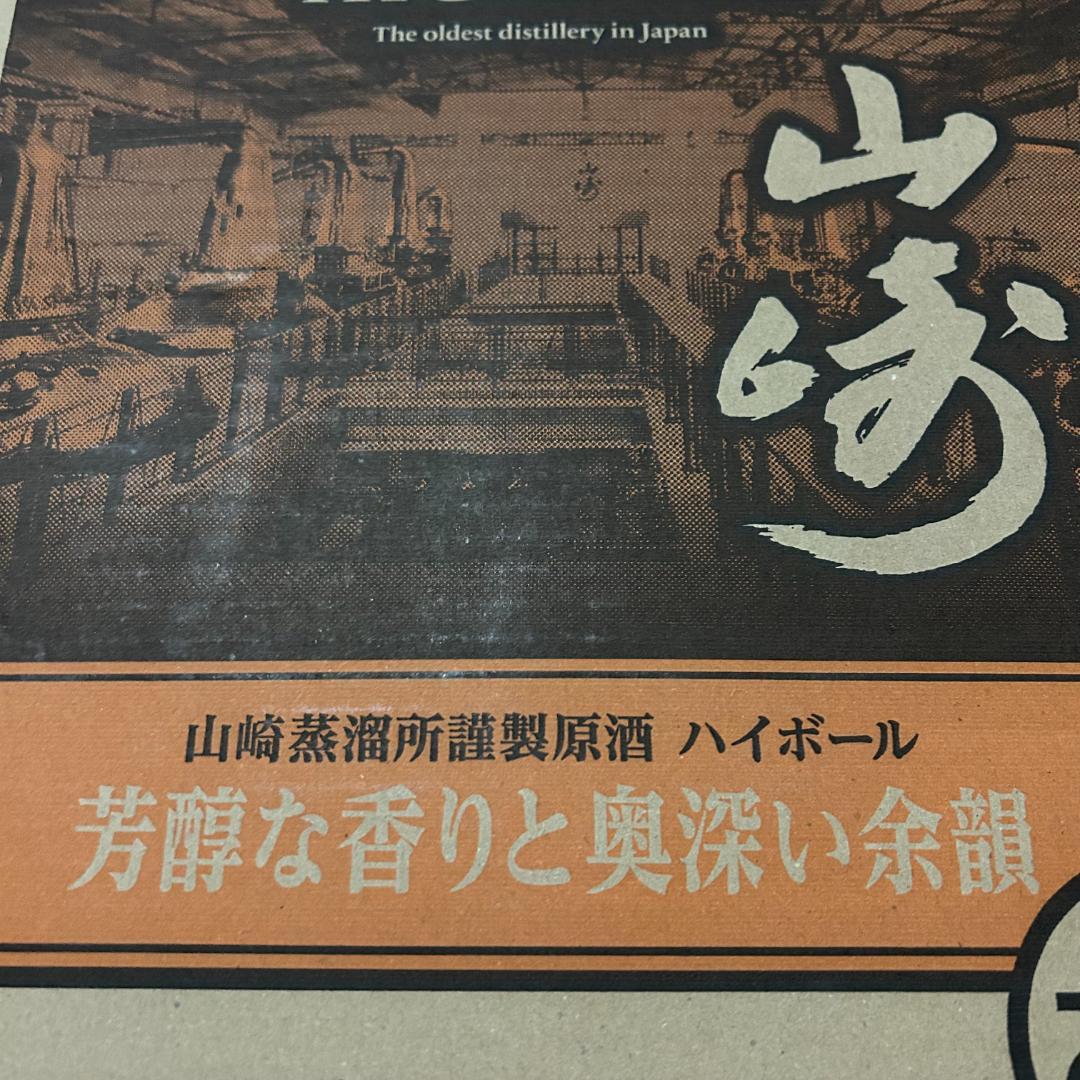 The oldest distillery in Japan
山崎
山崎蒸溜所謹製原酒 ハイボール
芳醇な香りと奥深い余韻